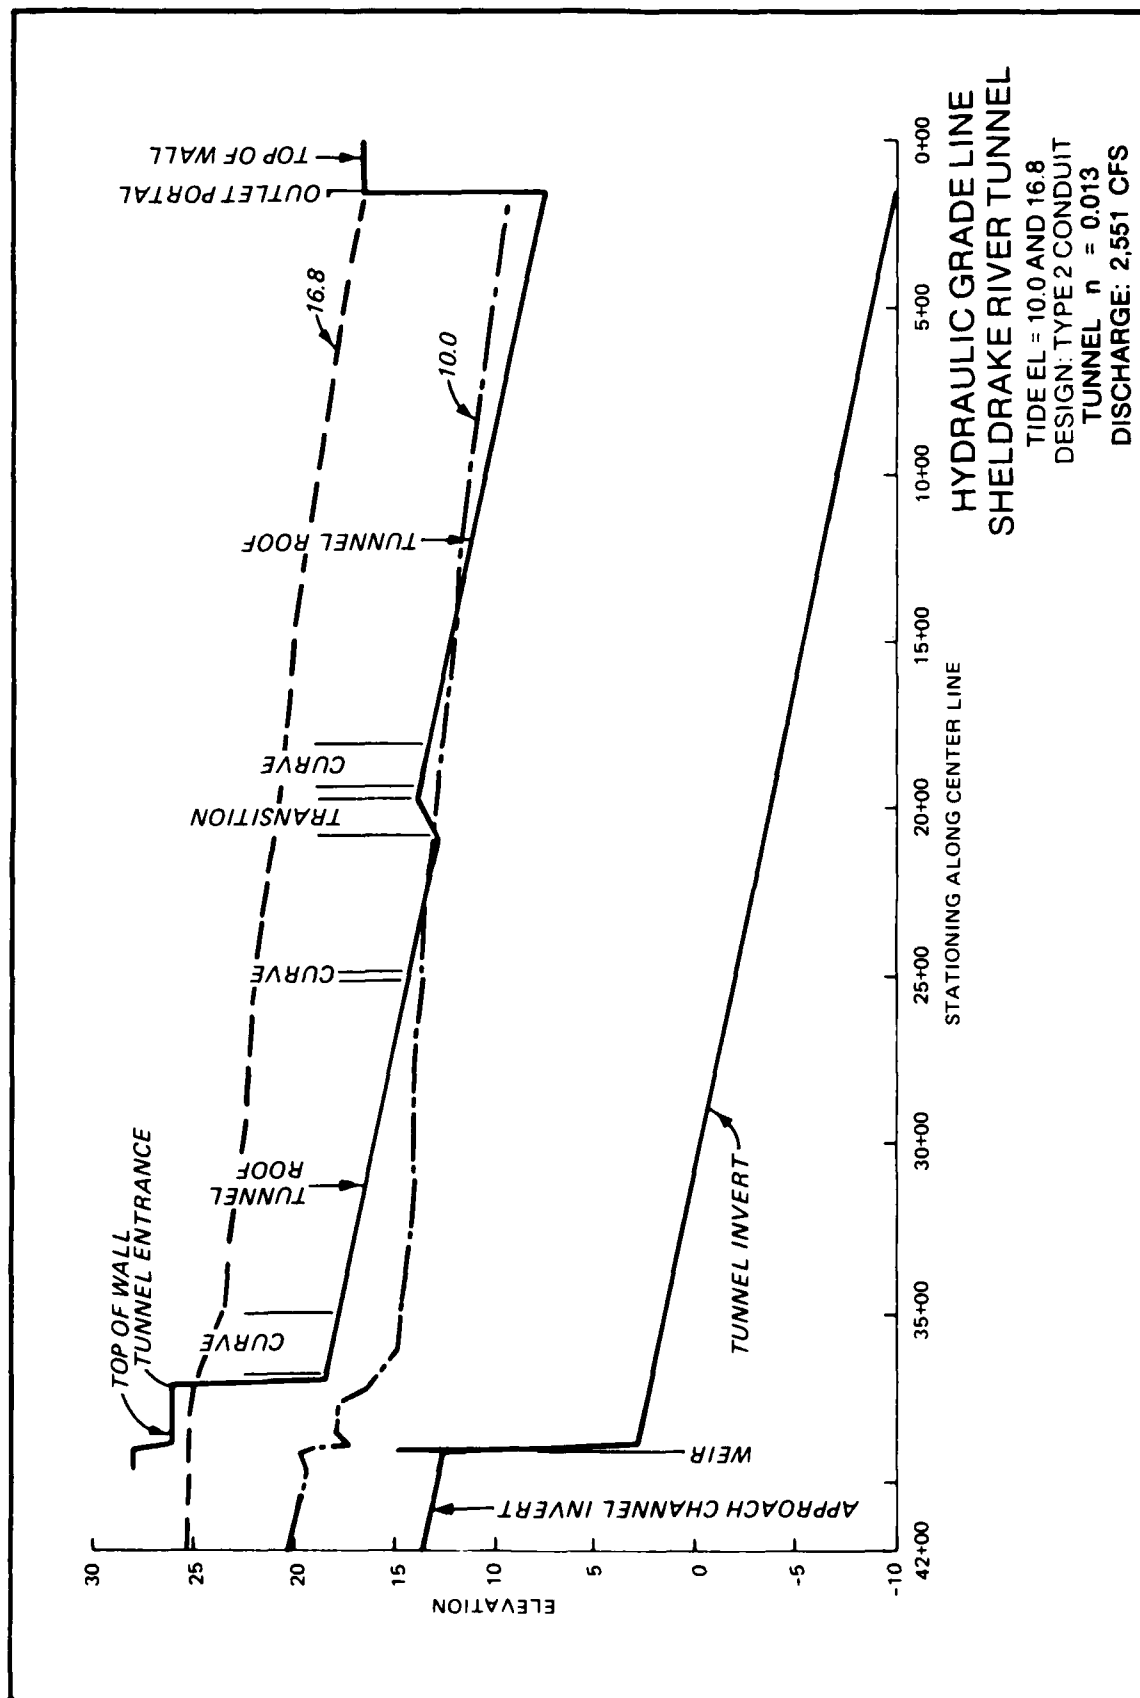 TOP OF WALL
TUNNEL ENTRANCE
CURVE
TUNNEL
ROOF
CURVE
TRANSITION
CURVE
TUNNEL ROOF
16.8
10.0
OUTLET PORTAL
TOP OF WALL
WEIR
APPROACH CHANNEL INVERT
TUNNEL INVERT
ELEVATION
30
25
20
15
10
5
0
-5
-10
42+00
35+00
30+00
25+00
20+00
15+00
10+00
5+00
0+00
STATIONING ALONG CENTER LINE
HYDRAULIC GRADE LINE
SHELDRAKE RIVER TUNNEL
TIDE EL = 10.0 AND 16.8
DESIGN: TYPE 2 CONDUIT
TUNNEL n = 0.013
DISCHARGE: 2,551 CFS